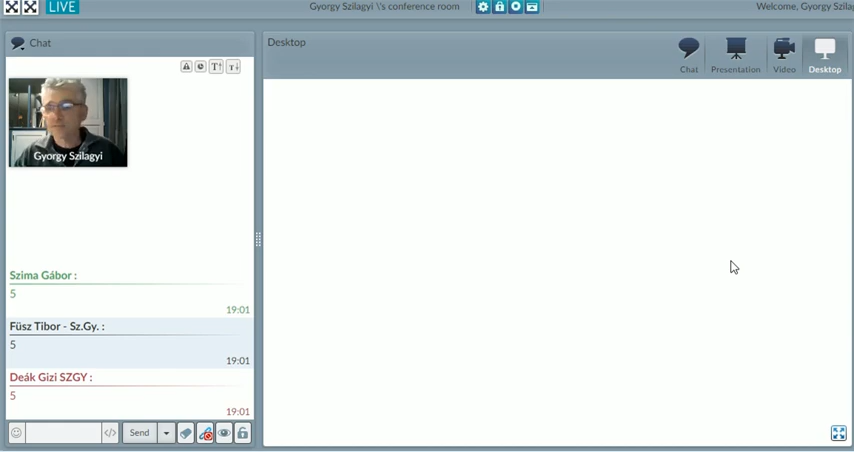 LIVE
Gyorgy Szilagyi \'s conference room
Welcome, Gyorgy Szilag
Chat
Desktop
Chat
Presentation
Video
Desktop
Gyorgy Szilagyi
Szima Gábor :
5
19:01
Füsz Tibor - Sz.Gy. :
5
19:01
Deák Gizi SZGY :
5
19:01
Send